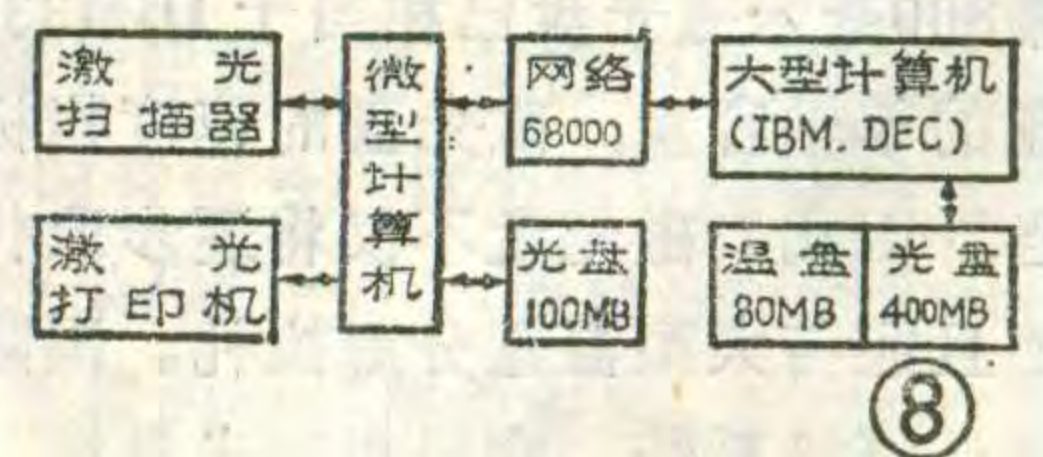 激光
扫描器
微型计算机
网络
68000
大型计算机
(IBM. DEC)
激光
打印机
光盘
100MB
温盘
80MB
光盘
400MB
⑧